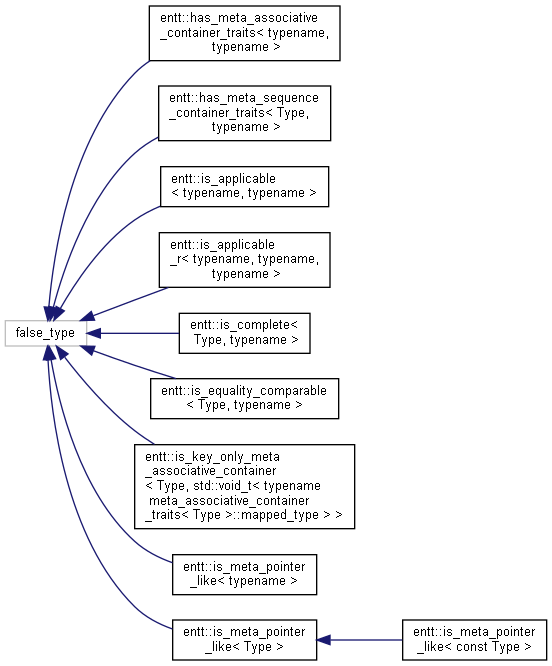 entt::has_meta_associative
_container_traits< typename,
typename >
entt::has_meta_sequence
_container_traits< Type,
typename >
entt::is_applicable
< typename, typename >
entt::is_applicable
_r< typename, typename,
typename >
false_type
entt::is_complete<
Type, typename >
entt::is_equality_comparable
< Type, typename >
entt::is_key_only_meta
_associative_container
< Type, std::void_t< typename
meta_associative_container
_traits< Type >::mapped_type > >
entt::is_meta_pointer
_like< typename >
entt::is_meta_pointer
_like< Type >
entt::is_meta_pointer
_like< const Type >